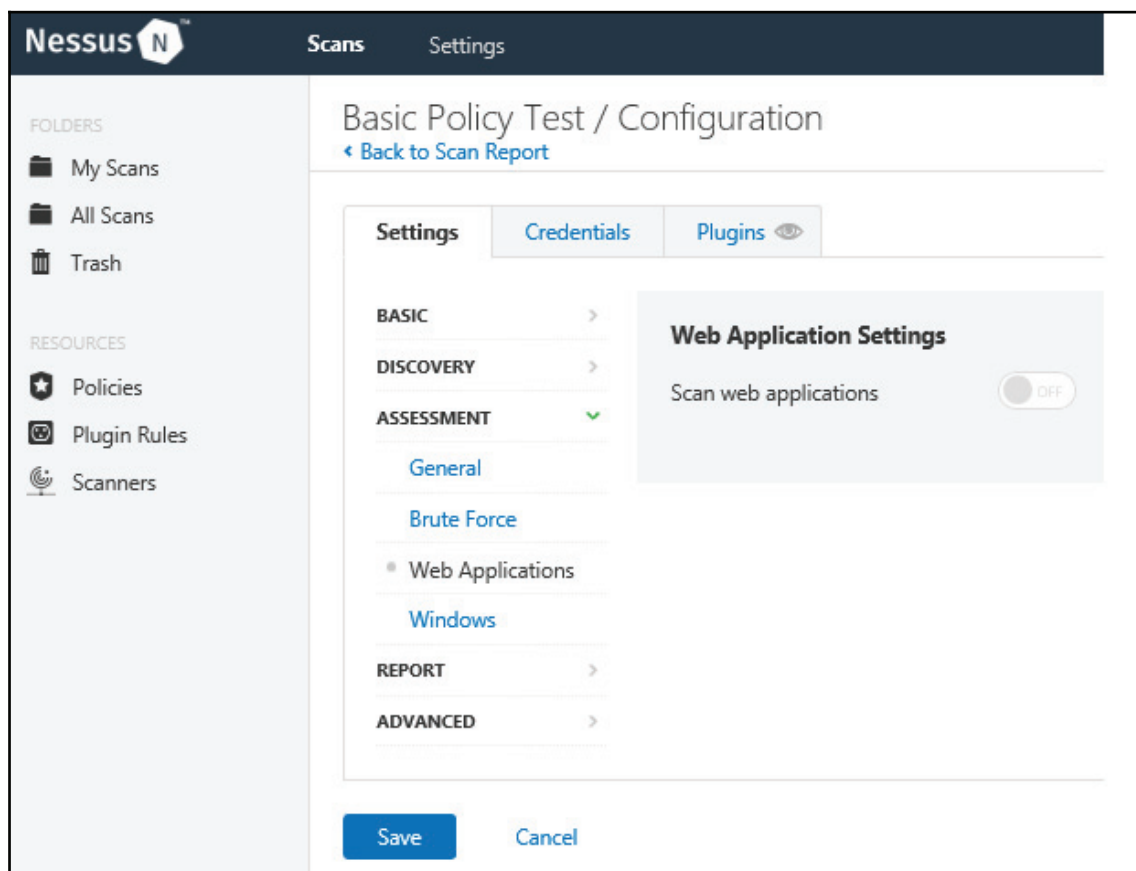 Nessus N ™
Scans Settings
FOLDERS
My Scans
All Scans
Trash
RESOURCES
Policies
Plugin Rules
Scanners
Basic Policy Test / Configuration
Back to Scan Report
Settings Credentials Plugins
BASIC
DISCOVERY
ASSESSMENT
General
Brute Force
Web Applications
Windows
REPORT
ADVANCED
Web Application Settings
Scan web applications OFF
Save Cancel